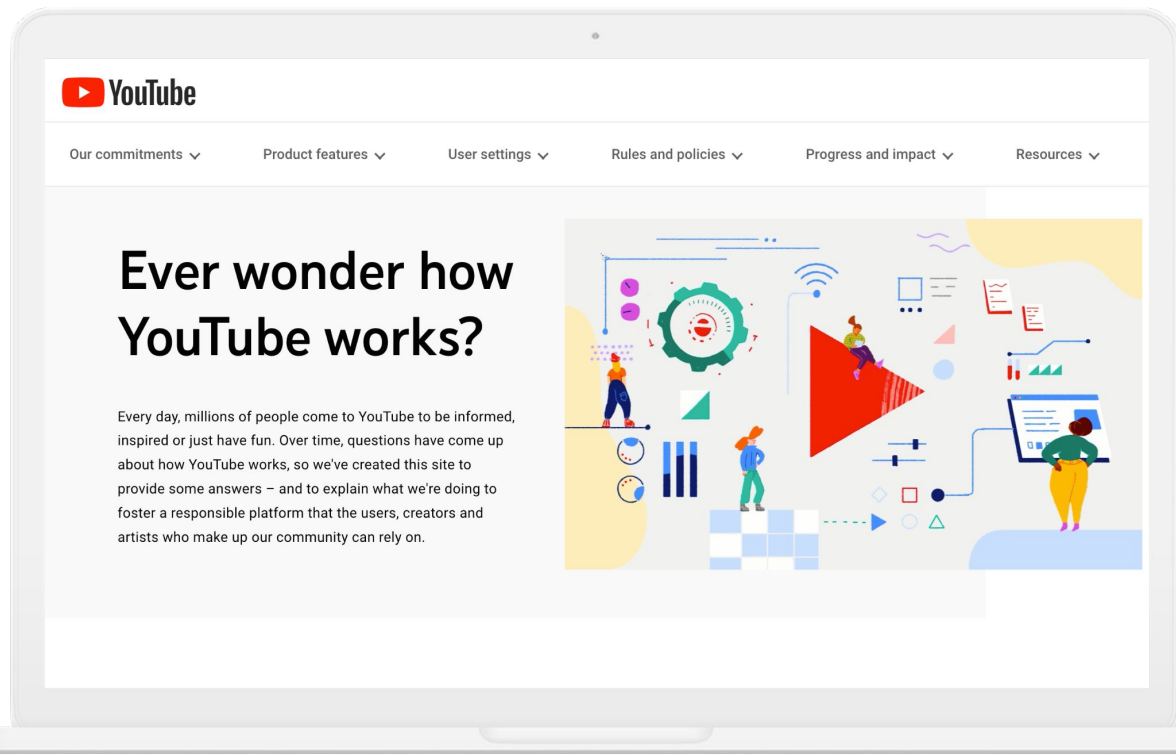 YouTube
Our commitments
Product features
User settings
Rules and policies
Progress and impact
Resources
Ever wonder how
YouTube works?
Every day, millions of people come to YouTube to be informed,
inspired or just have fun. Over time, questions have come up
about how YouTube works, so we've created this site to
provide some answers – and to explain what we're doing to
foster a responsible platform that the users, creators and
artists who make up our community can rely on.